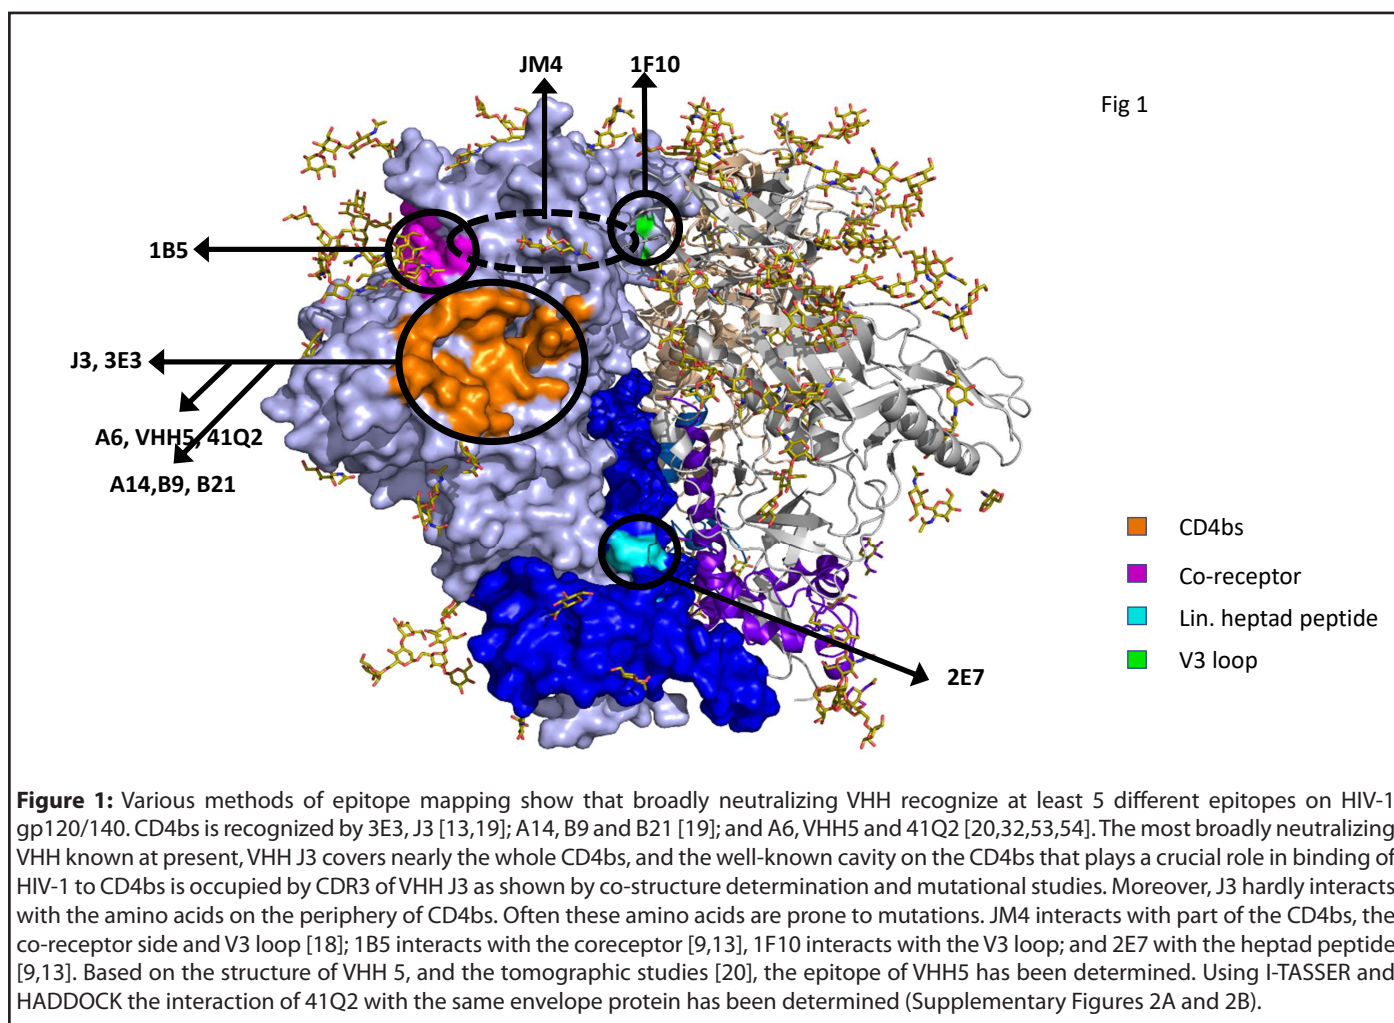 JM4
1F10
Fig 1
1B5
J3, 3E3
A6, VHH5, 41Q2
A14,B9, B21
CD4bs
Co-receptor
Lin. heptad peptide
V3 loop
2E7
Figure 1: Various methods of epitope mapping show that broadly neutralizing VHH recognize at least 5 different epitopes on HIV-1
gp120/140. CD4bs is recognized by 3E3, J3 [13,19]; A14, B9 and B21 [19]; and A6, VHH5 and 41Q2 [20,32,53,54]. The most broadly neutralizing
VHH known at present, VHH J3 covers nearly the whole CD4bs, and the well-known cavity on the CD4bs that plays a crucial role in binding of
HIV-1 to CD4bs is occupied by CDR3 of VHH J3 as shown by co-structure determination and mutational studies. Moreover, J3 hardly interacts
with the amino acids on the periphery of CD4bs. Often these amino acids are prone to mutations. JM4 interacts with part of the CD4bs, the
co-receptor side and V3 loop [18]; 1B5 interacts with the coreceptor [9,13], 1F10 interacts with the V3 loop; and 2E7 with the heptad peptide
[9,13]. Based on the structure of VHH 5, and the tomographic studies [20], the epitope of VHH5 has been determined. Using I-TASSER and
HADDOCK the interaction of 41Q2 with the same envelope protein has been determined (Supplementary Figures 2A and 2B).